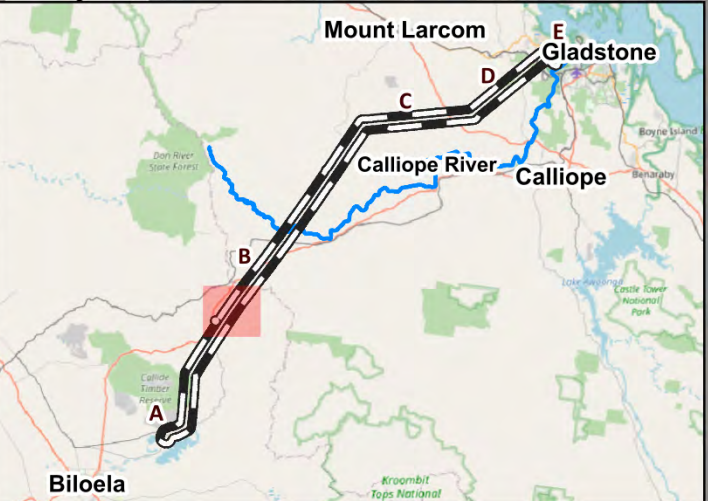 Mount Larcom
E
Gladstone
D
C
Boyne Island
Don River
State Forest
Calliope River
Calliope
Benaraby
B
Lake Awoonga
Castle Tower
National
Park
Callide
Timber
Reserve
A
Biloela
Kroombit
Tops National